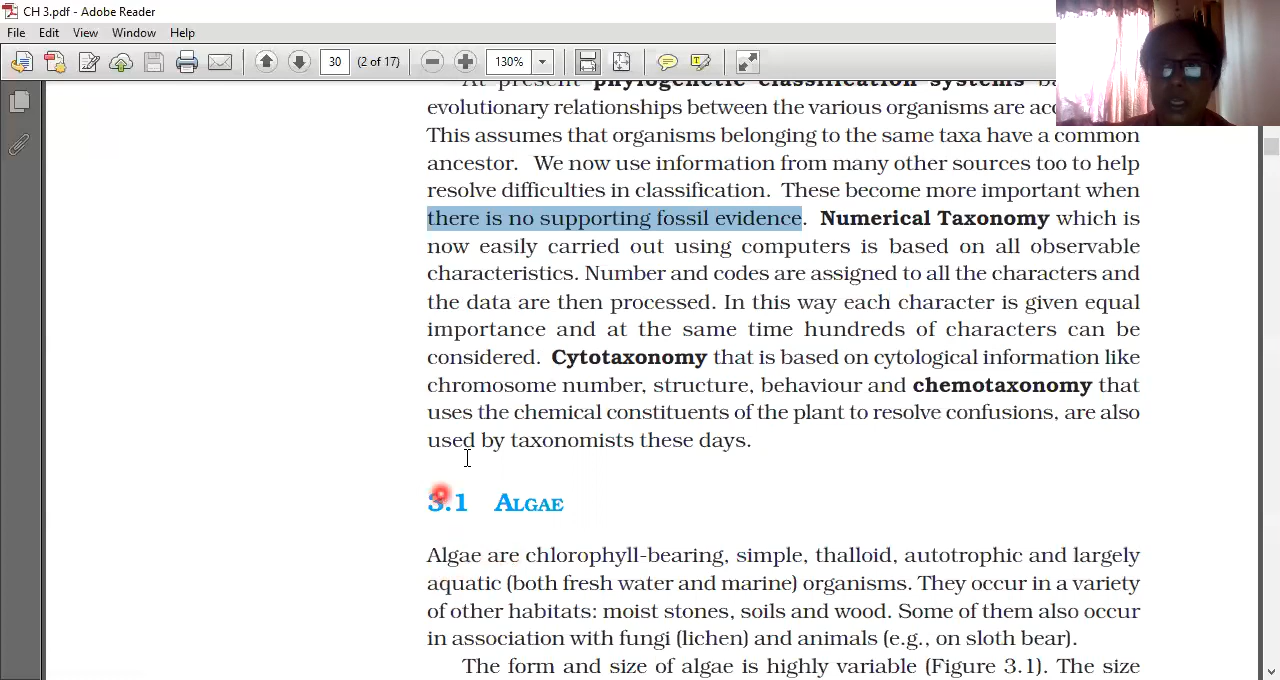 CH 3.pdf - Adobe Reader
File Edit View Window Help
30 (2 of 17) 130%
At present phylogenetic classification systems
evolutionary relationships between the various organisms are
This assumes that organisms belonging to the same taxa have a common
ancestor. We now use information from many other sources too to help
resolve difficulties in classification. These become more important when
there is no supporting fossil evidence. Numerical Taxonomy which is
now easily carried out using computers is based on all observable
characteristics. Number and codes are assigned to all the characters and
the data are then processed. In this way each character is given equal
importance and at the same time hundreds of characters can be
considered. Cytotaxonomy that is based on cytological information like
chromosome number, structure, behaviour and chemotaxonomy that
uses the chemical constituents of the plant to resolve confusions, are also
used by taxonomists these days.
3.1 ALGAE
Algae are chlorophyll-bearing, simple, thalloid, autotrophic and largely
aquatic (both fresh water and marine) organisms. They occur in a variety
of other habitats: moist stones, soils and wood. Some of them also occur
in association with fungi (lichen) and animals (e.g., on sloth bear).
The form and size of algae is highly variable (Figure 3.1). The size